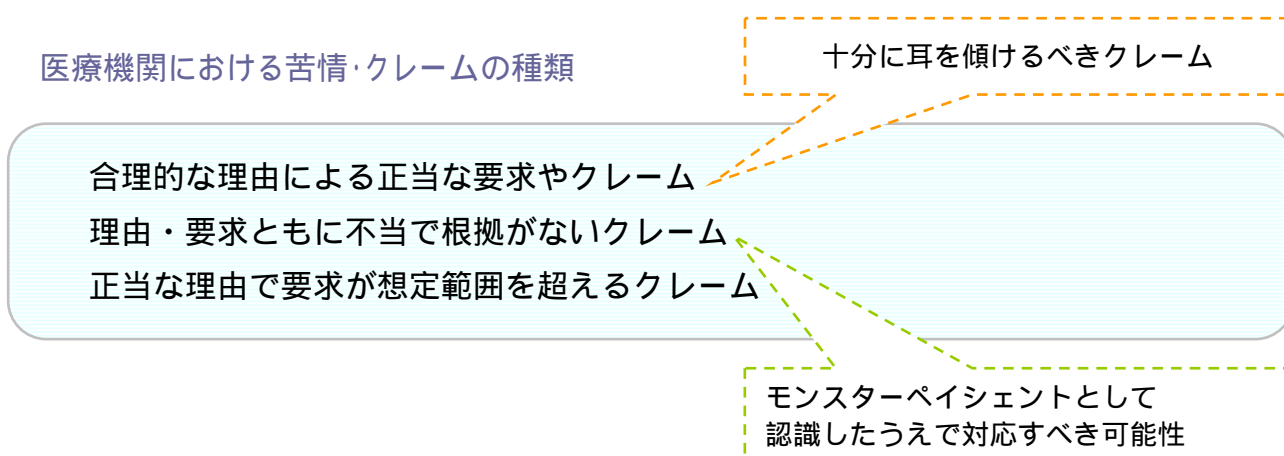 医療機関における苦情・クレームの種類
十分に耳を傾けるべきクレーム
合理的な理由による正当な要求やクレーム
理由・要求ともに不当で根拠がないクレーム
正当な理由で要求が想定範囲を超えるクレーム
モンスターペイシェントとして
認識したうえで対応すべき可能性